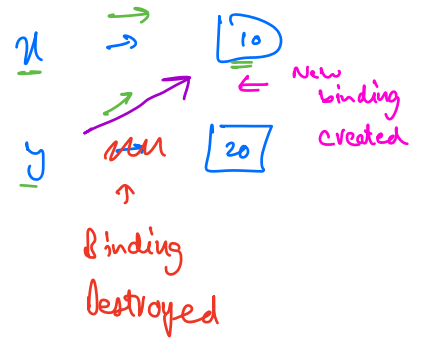 x 10
New
binding
created
y 20
Binding
Destroyed